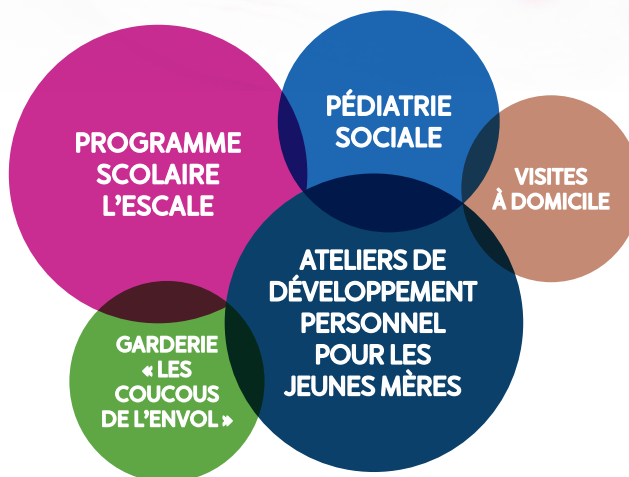 PROGRAMME
SCOLAIRE
L'ESCALE
PÉDIATRIE
SOCIALE
VISITES
À DOMICILE
ATELIERS DE
DÉVELOPPEMENT
PERSONNEL
POUR LES
JEUNES MÈRES
GARDERIE
« LES
COUCOUS
DE L'ENVOL »